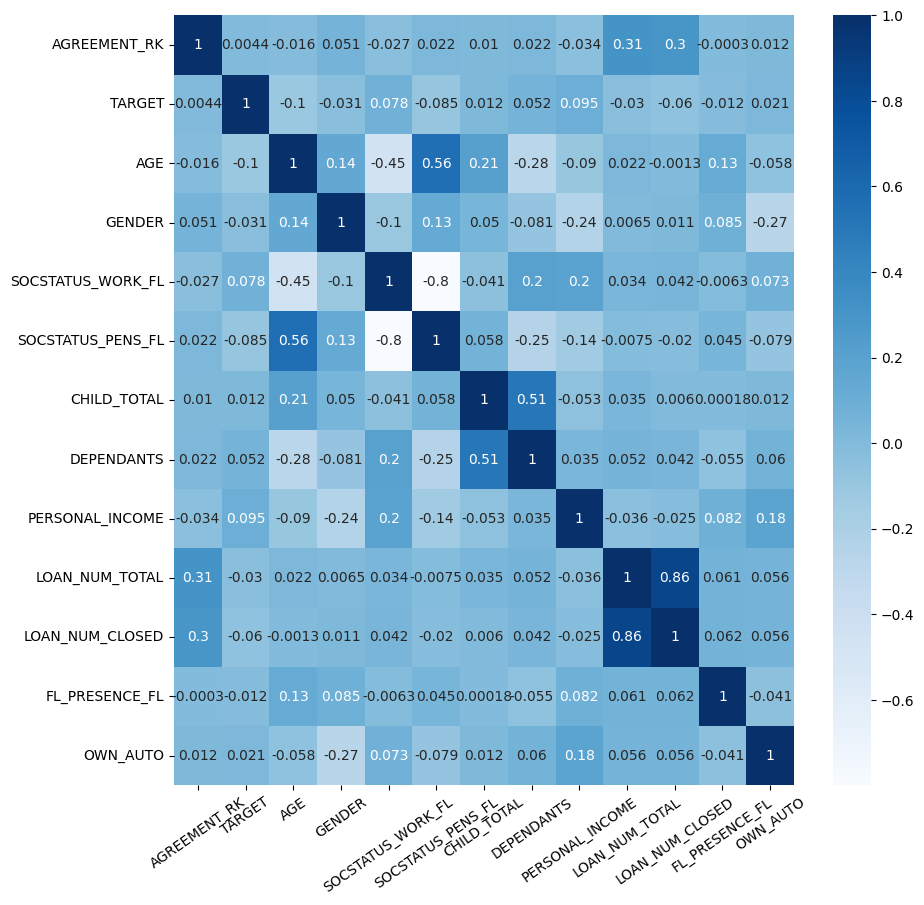 AGREEMENT_RK 1 0.0044 -0.016 0.051 -0.027 0.022 0.01 0.022 -0.034 0.31 0.3 -0.0003 0.012
TARGET 0.0044 1 -0.1 -0.031 0.078 -0.085 0.012 0.052 0.095 -0.03 -0.06 -0.012 0.021
AGE -0.016 -0.1 1 0.14 -0.45 0.56 0.21 -0.28 -0.09 0.022 -0.0013 0.13 -0.058
GENDER 0.051 -0.031 0.14 1 -0.1 0.13 0.05 -0.081 -0.24 0.0065 0.011 0.085 -0.27
SOCSTATUS_WORK_FL -0.027 0.078 -0.45 -0.1 1 -0.8 -0.041 0.2 0.2 0.034 0.042 -0.0063 0.073
SOCSTATUS_PENS_FL 0.022 -0.085 0.56 0.13 -0.8 1 0.058 -0.25 -0.14 -0.0075 -0.02 0.045 -0.079
CHILD_TOTAL 0.01 0.012 0.21 0.05 -0.041 0.058 1 0.51 -0.053 0.035 0.006 0.00018 0.012
DEPENDANTS 0.022 0.052 -0.28 -0.081 0.2 -0.25 0.51 1 0.035 0.052 0.042 -0.055 0.06
PERSONAL_INCOME -0.034 0.095 -0.09 -0.24 0.2 -0.14 -0.053 0.035 1 -0.036 -0.025 0.082 0.18
LOAN_NUM_TOTAL 0.31 -0.03 0.022 0.0065 0.034 -0.0075 0.035 0.052 -0.036 1 0.86 0.061 0.056
LOAN_NUM_CLOSED 0.3 -0.06 -0.0013 0.011 0.042 -0.02 0.006 0.042 -0.025 0.86 1 0.062 0.056
FL_PRESENCE_FL -0.0003 -0.012 0.13 0.085 -0.0063 0.045 0.00018 -0.055 0.082 0.061 0.062 1 -0.041
OWN_AUTO 0.012 0.021 -0.058 -0.27 0.073 -0.079 0.012 0.06 0.18 0.056 0.056 -0.041 1
AGREEMENT_RK
TARGET
AGE
GENDER
SOCSTATUS_WORK_FL
SOCSTATUS_PENS_FL
CHILD_TOTAL
DEPENDANTS
PERSONAL_INCOME
LOAN_NUM_TOTAL
LOAN_NUM_CLOSED
FL_PRESENCE_FL
OWN_AUTO
1.0
0.8
0.6
0.4
0.2
0.0
−0.2
−0.4
−0.6